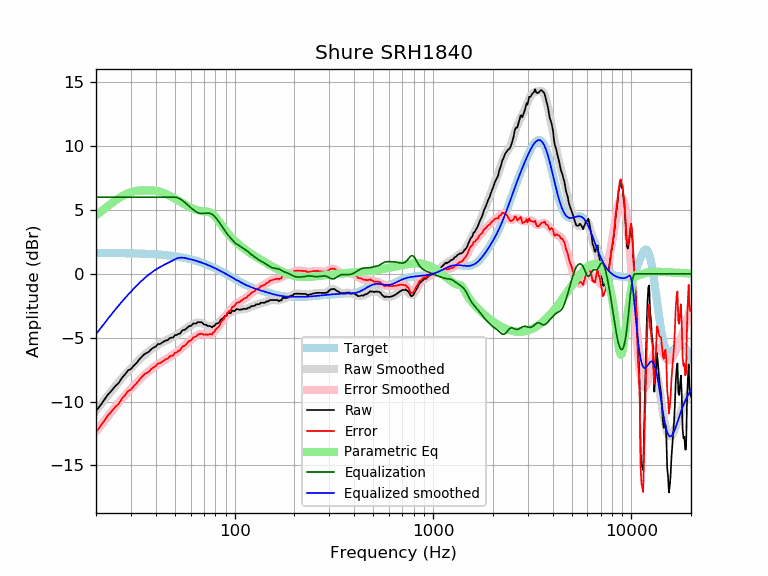 Shure SRH1840
15
10
5
0
−5
−10
−15
Amplitude (dBr)
100
1000
10000
Frequency (Hz)
Target
Raw Smoothed
Error Smoothed
Raw
Error
Parametric Eq
Equalization
Equalized smoothed